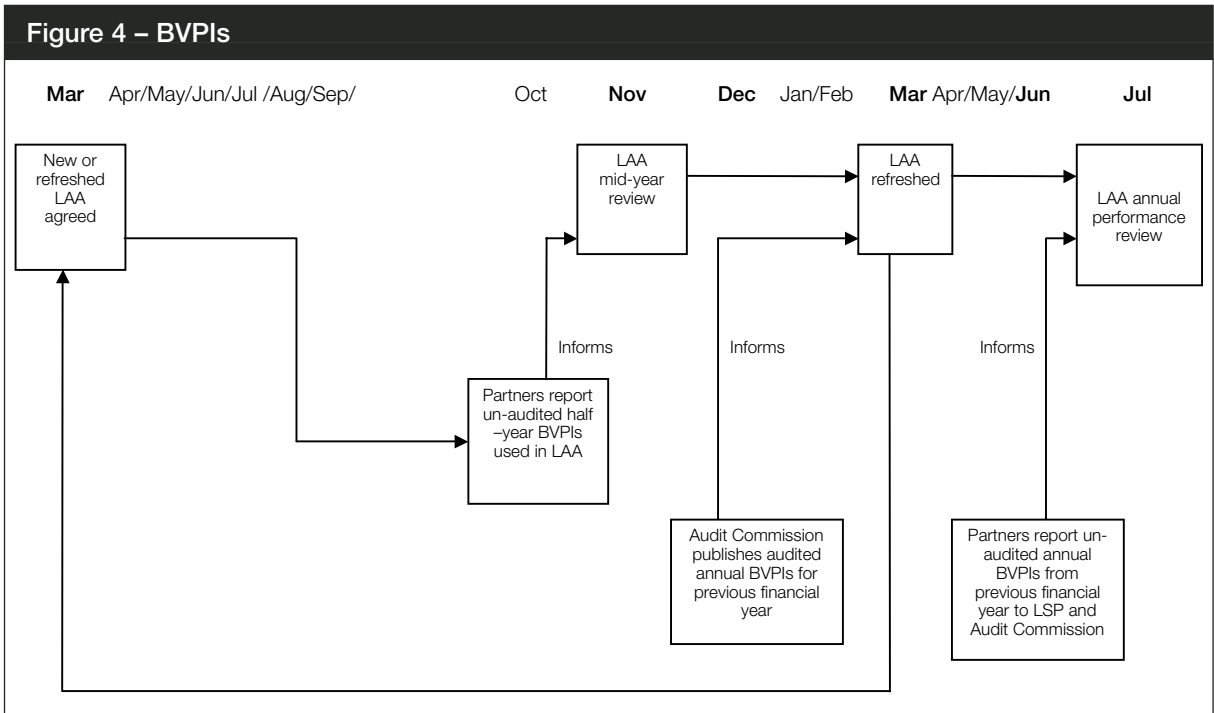 Figure 4 – BVPIs
Mar Apr/May/Jun/Jul /Aug/Sep/ Oct Nov Dec Jan/Feb Mar Apr/May/Jun Jul
New or
refreshed
LAA
agreed
LAA
mid-year
review
LAA
refreshed
LAA annual
performance
review
Informs
Informs
Informs
Partners report
un-audited half
–year BVPIs
used in LAA
Audit Commission
publishes audited
annual BVPIs for
previous financial
year
Partners report un-
audited annual
BVPIs from
previous financial
year to LSP and
Audit Commission